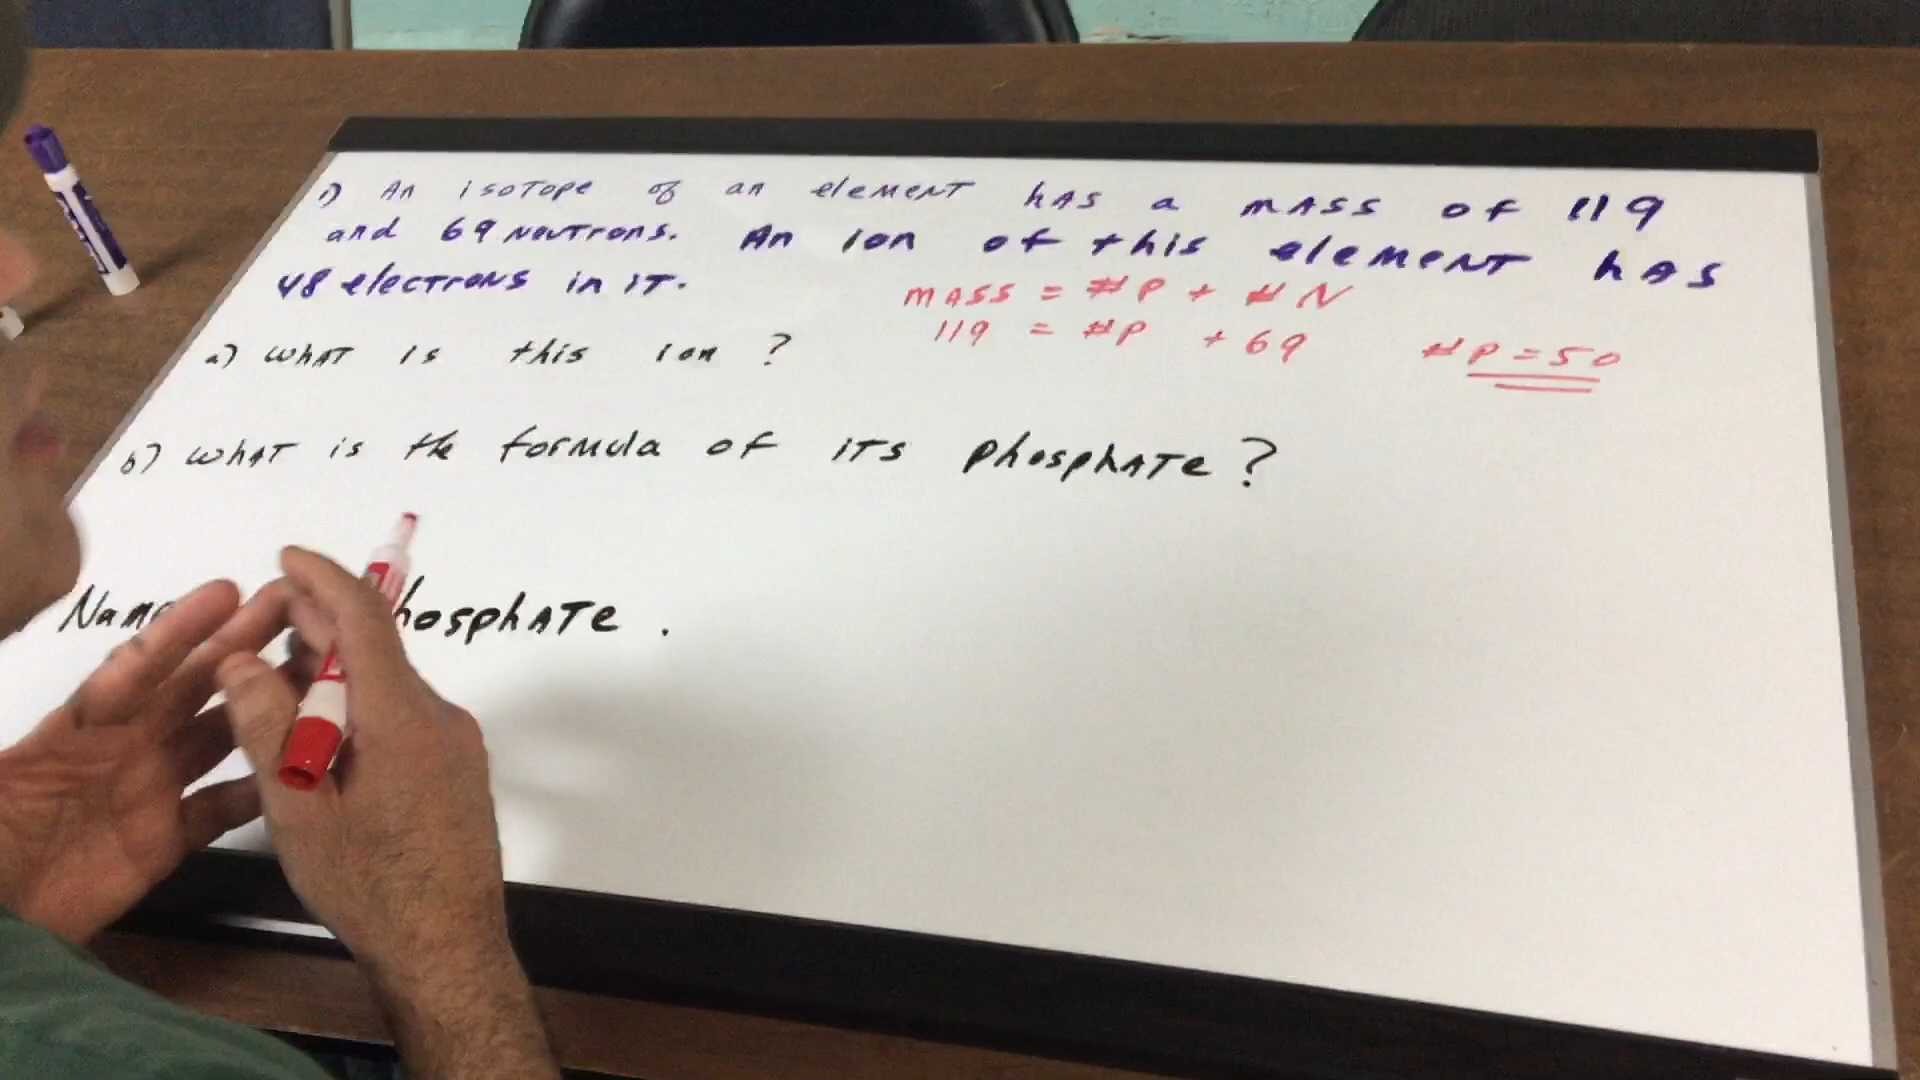 1) An isotope of an element has a mass of 119
and 69 neutrons. An ion of this element has
48 electrons in it.
mass = #P + #N
119 = #P + 69
#P = 50
a) what is this ion?
b) what is the formula of its phosphate?
phosphate.